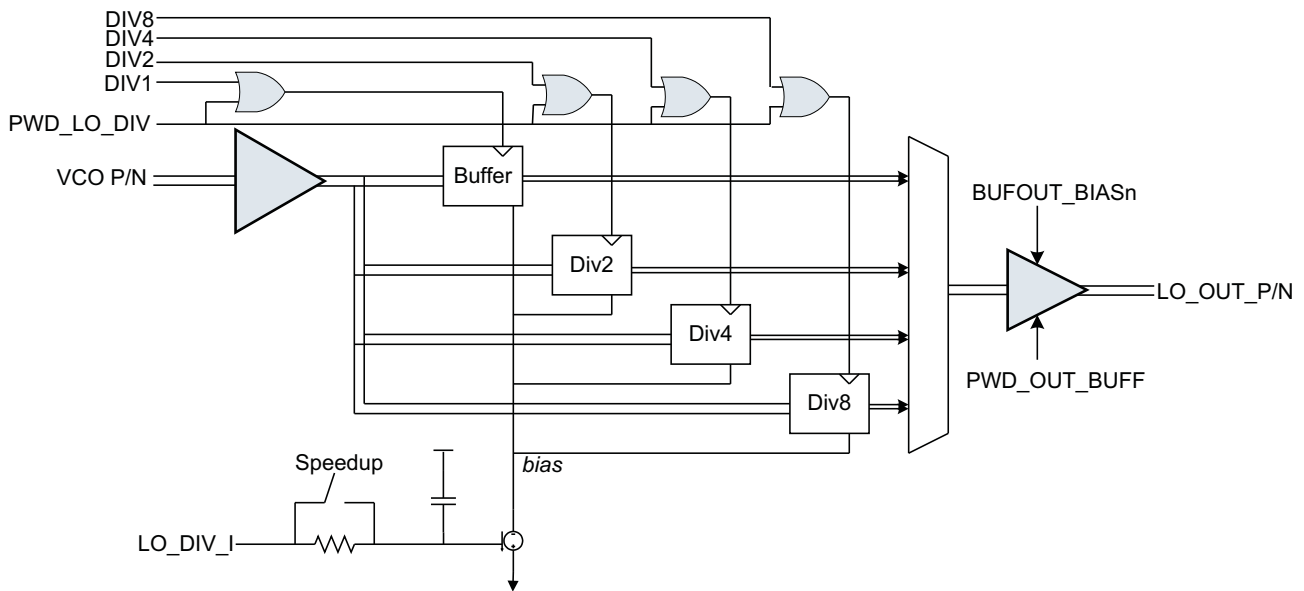 DIV8
DIV4
DIV2
DIV1
PWD_LO_DIV
VCO P/N
Buffer
BUFOUT_BIASn
Div2
LO_OUT_P/N
Div4
PWD_OUT_BUFF
Div8
Speedup
bias
LO_DIV_I